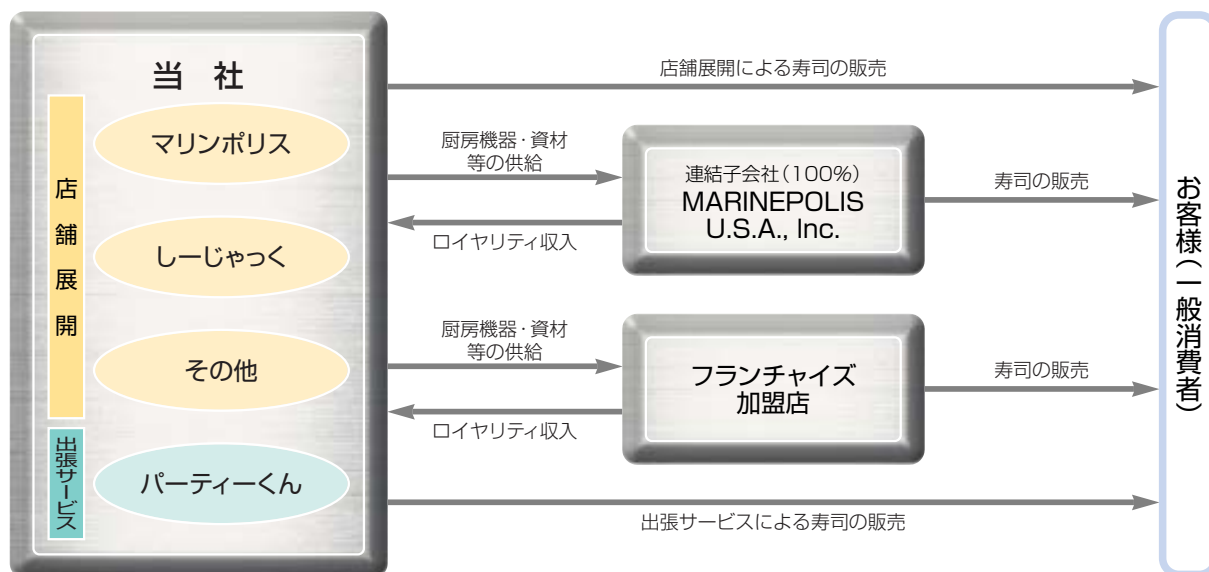 当社
店舗展開
マリンポリス
しーじゃっく
その他
出張サービス
パーティーくん
店舗展開による寿司の販売
厨房機器・資材
等の供給
ロイヤリティ収入
連結子会社(100%)
MARINEPOLIS
U.S.A., Inc.
寿司の販売
厨房機器・資材
等の供給
ロイヤリティ収入
フランチャイズ
加盟店
寿司の販売
出張サービスによる寿司の販売
お客様(一般消費者)